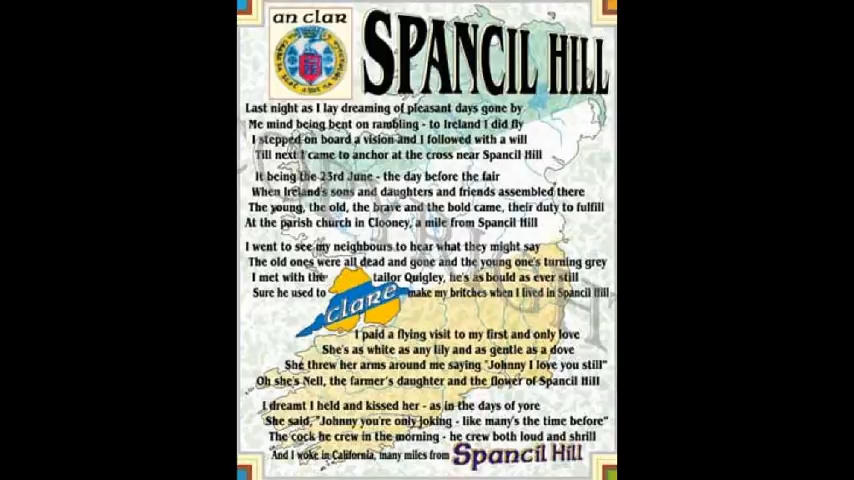 an clar
SPANCIL HILL
Last night as I lay dreaming of pleasant days gone by
Me mind being bent on rambling - to Ireland I did fly
I stepped on board a vision and I followed with a will
Till next I came to anchor at the cross near Spancil Hill
It being the 23rd June - the day before the fair
When Ireland's sons and daughters and friends assembled there
The young, the old, the brave and the bold came, their duty to fulfill
At the parish church in Clooney, a mile from Spancil Hill
I went to see my neighbours to hear what they might say
The old ones were all dead and gone and the young one's turning grey
I met with the tailor Quigley, he's as bould as ever still
Sure he used to make my britches when I lived in Spancil Hill
clare
I paid a flying visit to my first and only love
She's as white as any lily and as gentle as a dove
She threw her arms around me saying "Johnny I love you still"
Oh she's Nell, the farmer's daughter and the flower of Spancil Hill
I dreamt I held and kissed her - as in the days of yore
She said, "Johnny you're only joking - like many's the time before"
The cock he crew in the morning - he crew both loud and shrill
And I woke in California, many miles from Spancil Hill
COPYRIGHT